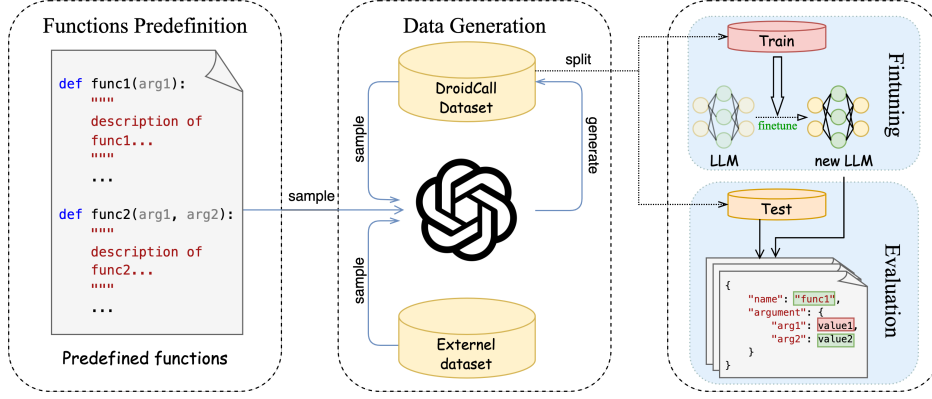 Functions Predefinition
def func1(arg1):
"""
description of
func1...
"""
...
def func2(arg1, arg2):
"""
description of
func2...
"""
...
Predefined functions
sample
Data Generation
DroidCall
Dataset
sample
generate
sample
Externel
dataset
split
Train
finetune
LLM
new LLM
Fintuning
Test
{
"name": "func1",
"argument": {
"arg1": value1,
"arg2": value2
}
}
Evaluation